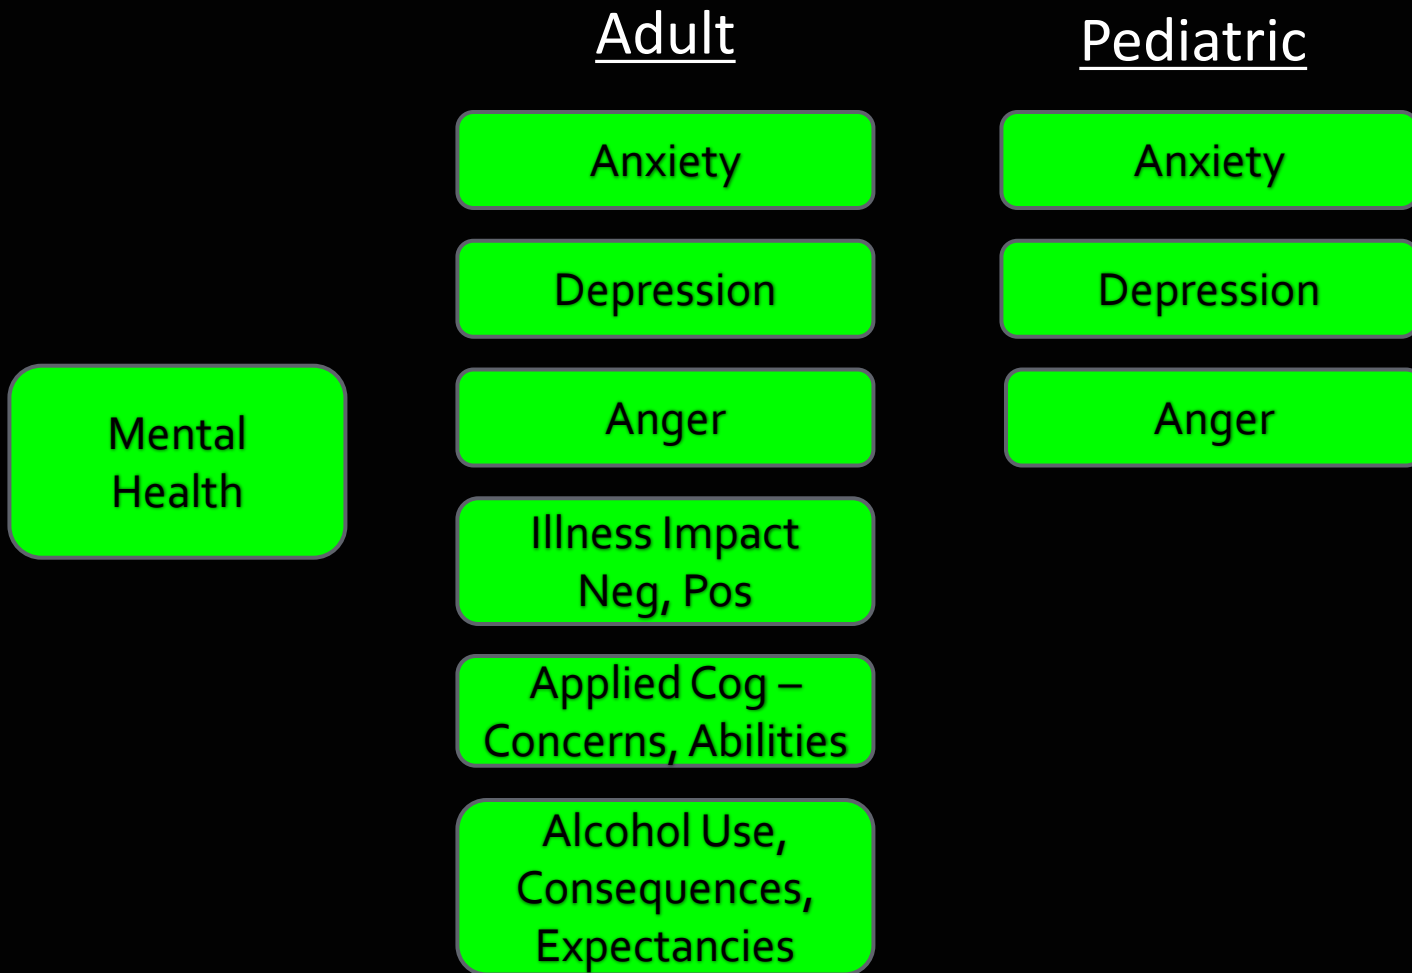 Adult
Pediatric
Anxiety
Anxiety
Depression
Depression
Mental
Health
Anger
Anger
Illness Impact
Neg, Pos
Applied Cog –
Concerns, Abilities
Alcohol Use,
Consequences,
Expectancies